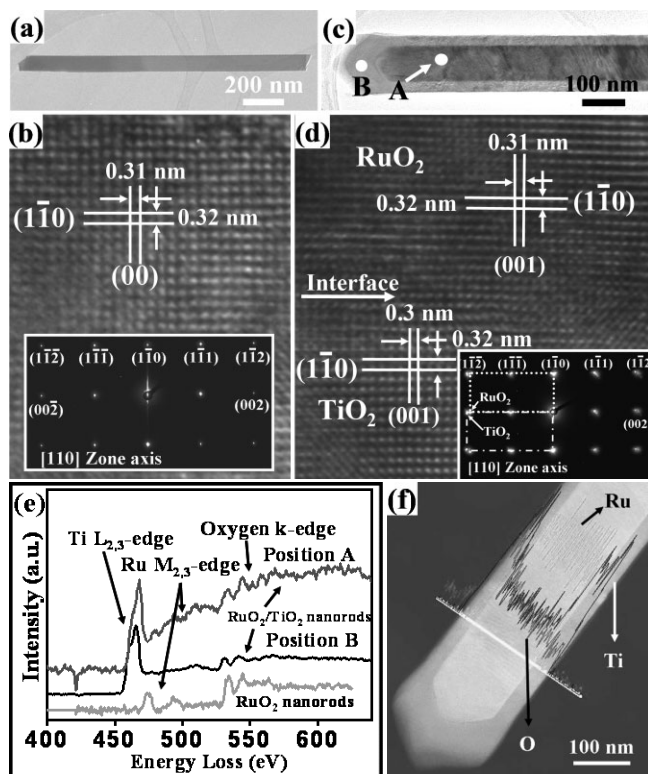 (a)
200 nm
(c)
B
A
100 nm
(b)
0.31 nm
(11̅0)
0.32 nm
(00)
(11̅2̅) (11̅1̅) (11̅0) (11̅1) (11̅2)
(002̅) (002)
[110] Zone axis
(d)
RuO₂
0.31 nm
0.32 nm
(11̅0)
(001)
Interface
0.3 nm
0.32 nm
(11̅0)
TiO₂
(001)
(11̅2̅) (11̅1̅) (11̅0) (11̅1) (11̅2)
RuO₂
TiO₂
(002
[110] Zone axis
(e)
Intensity (a.u.)
Ti L₂,₃-edge
Ru M₂,₃-edge
Oxygen k-edge
Position A
RuO₂/TiO₂ nanorods
Position B
RuO₂ nanorods
400 450 500 550 600
Energy Loss (eV)
(f)
Ru
Ti
O
100 nm